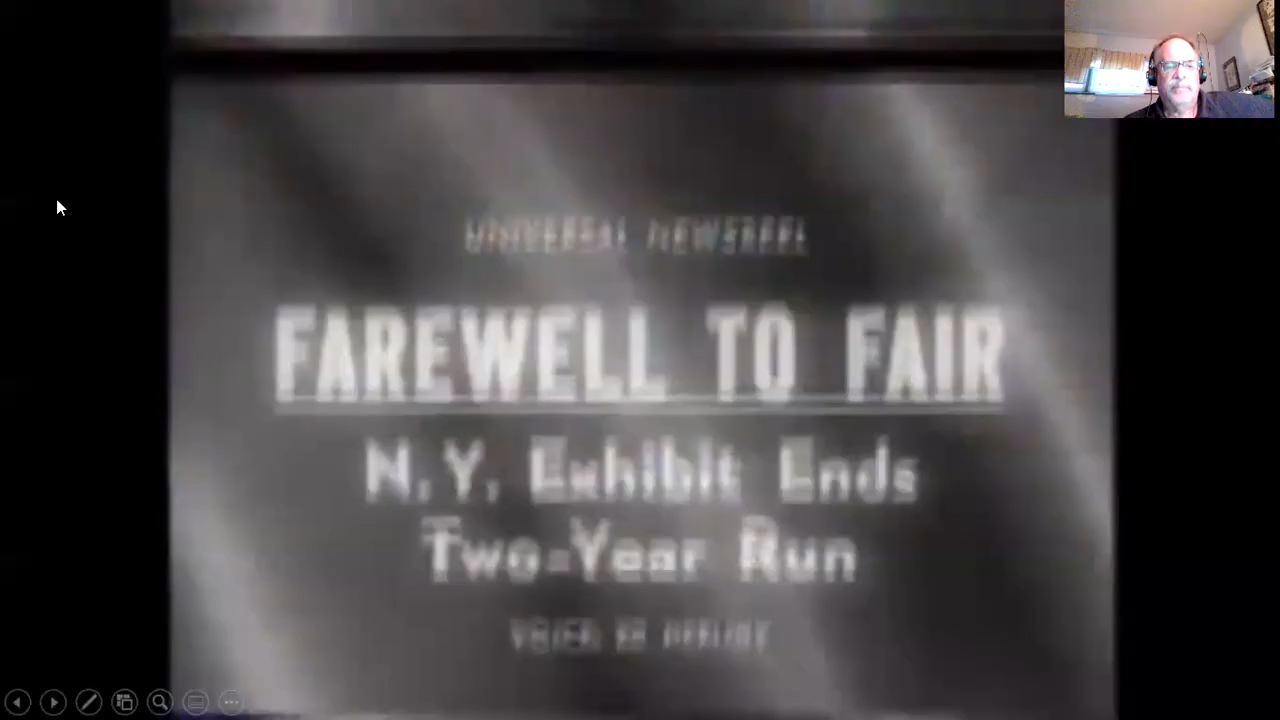 UNIVERSAL NEWSREEL
FAREWELL TO FAIR
N.Y. Exhibit Ends
Two-Year Run